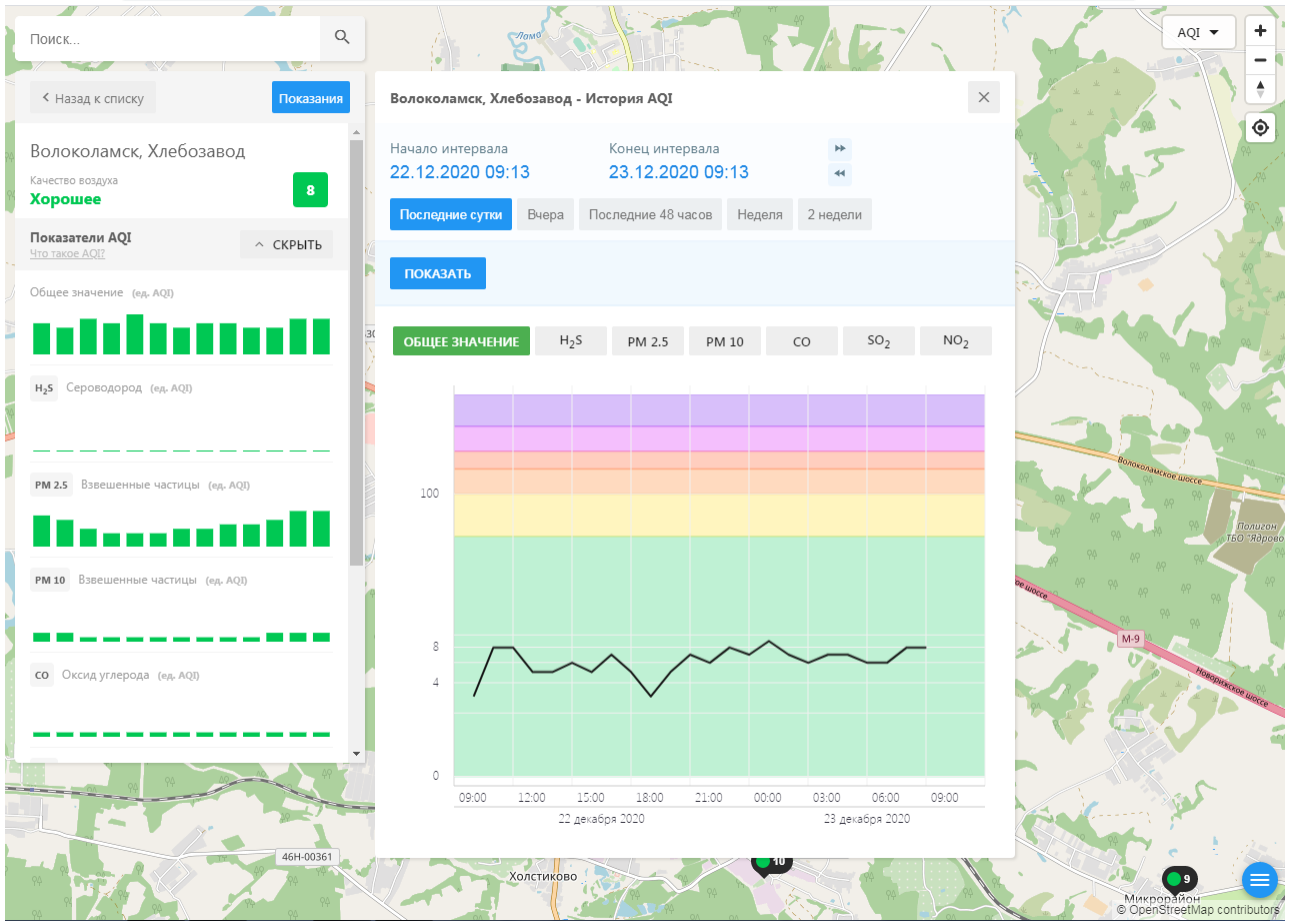 Поиск...
AQI
Ломо
Назад к списку
Показания
Волоколамск, Хлебозавод
Качество воздуха
Хорошее
8
Показатели AQI
Что такое AQI?
СКРЫТЬ
Общее значение (ед. AQI)
H2S Сероводород (ед. AQI)
PM 2.5 Взвешенные частицы (ед. AQI)
PM 10 Взвешенные частицы (ед. AQI)
CO Оксид углерода (ед. AQI)
Волоколамск, Хлебозавод - История AQI
Начало интервала
22.12.2020 09:13
Конец интервала
23.12.2020 09:13
Последние сутки
Вчера
Последние 48 часов
Неделя
2 недели
ПОКАЗАТЬ
ОБЩЕЕ ЗНАЧЕНИЕ
H2S
PM 2.5
PM 10
CO
SO2
NO2
100
8
4
0
09:00 12:00 15:00 18:00 21:00 00:00 03:00 06:00 09:00
22 декабря 2020 23 декабря 2020
Волоколамское шоссе
Полигон
ТБО "Ядрово
М-9
Новорижское шоссе
шоссе
46Н-00361
Холстиково
10
9
Микрорайон
© OpenStreetMap contributors